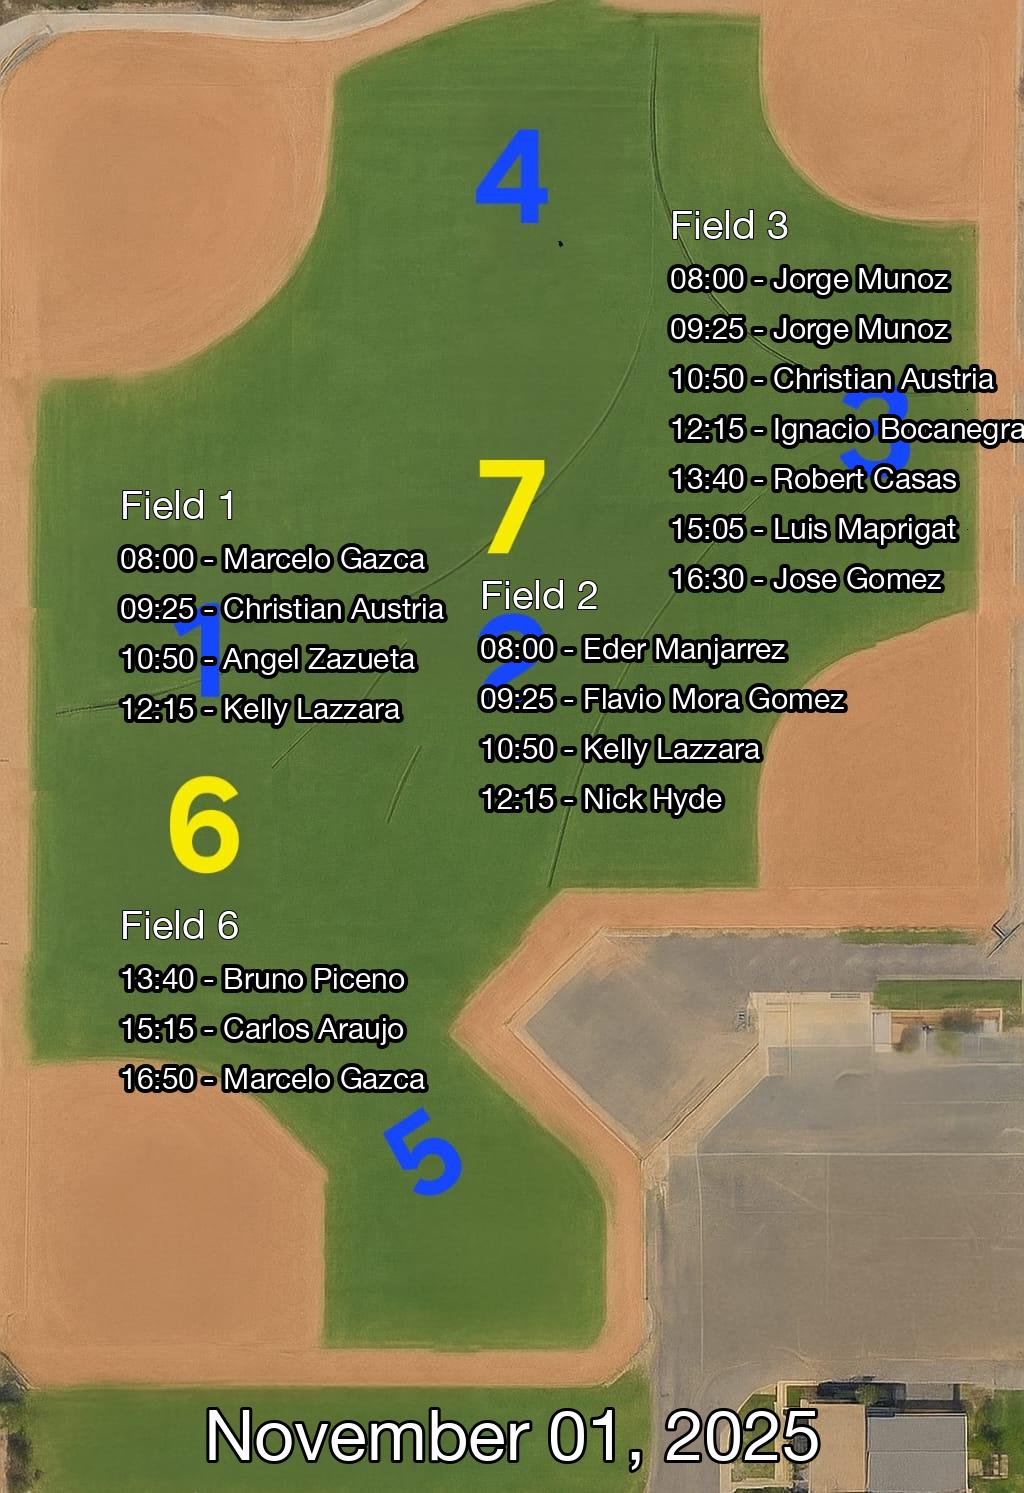 4
Field 3
08:00 - Jorge Munoz
09:25 - Jorge Munoz
10:50 - Christian Austria
12:15 - Ignacio Bocanegra
13:40 - Robert Casas
15:05 - Luis Maprigat
16:30 - Jose Gomez
3
7
Field 1
08:00 - Marcelo Gazca
09:25 - Christian Austria
10:50 - Angel Zazueta
12:15 - Kelly Lazzara
1
Field 2
08:00 - Eder Manjarrez
09:25 - Flavio Mora Gomez
10:50 - Kelly Lazzara
12:15 - Nick Hyde
2
6
Field 6
13:40 - Bruno Piceno
15:15 - Carlos Araujo
16:50 - Marcelo Gazca
5
November 01, 2025